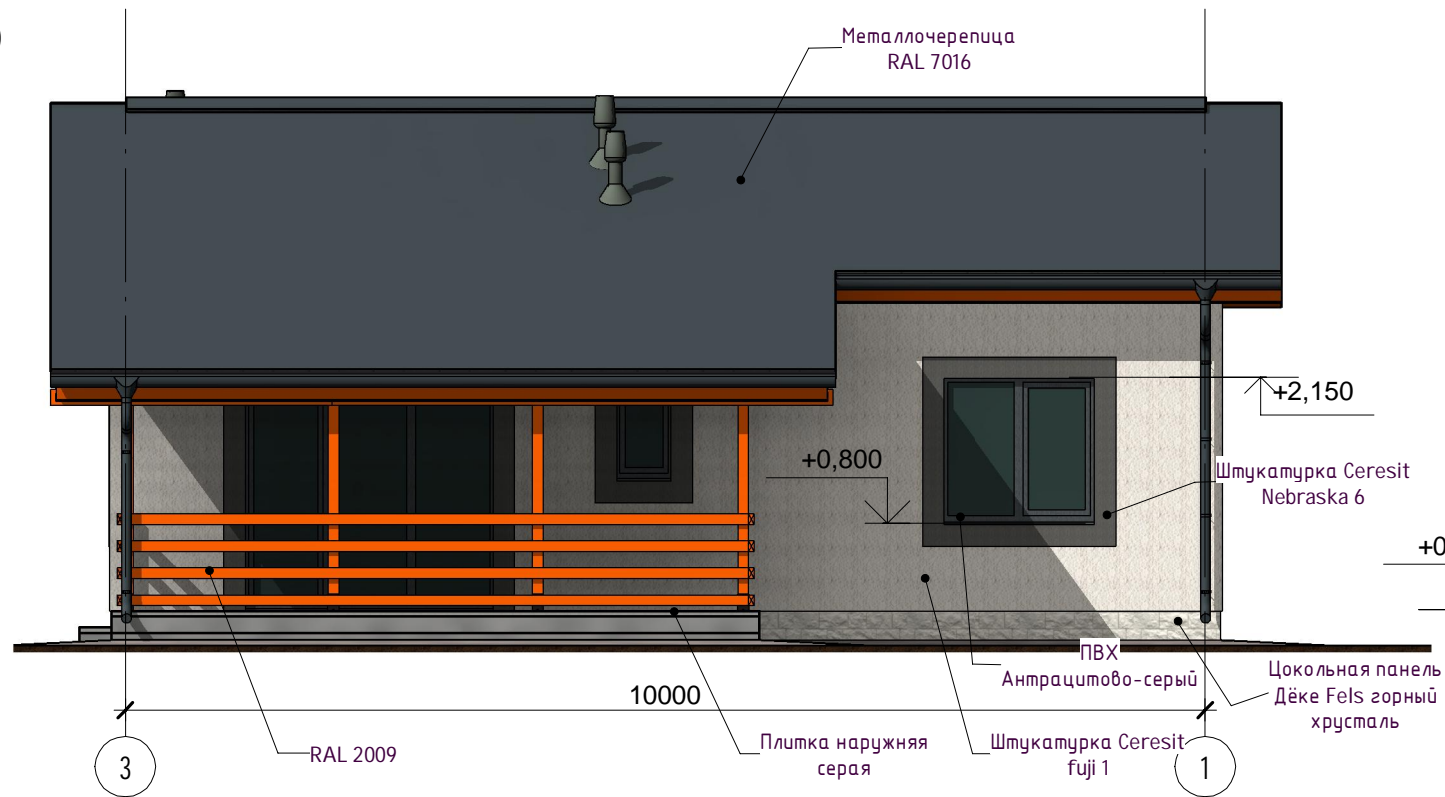 Металлочерепица
RAL 7016
+2,150
+0,800
Штукатурка Ceresit
Nebraska 6
+0
ПВХ
Антрацитово-серый
Цокольная панель
Дёке Fels горный
хрусталь
10000
RAL 2009
Плитка наружняя
серая
Штукатурка Ceresit
fuji 1
3
1